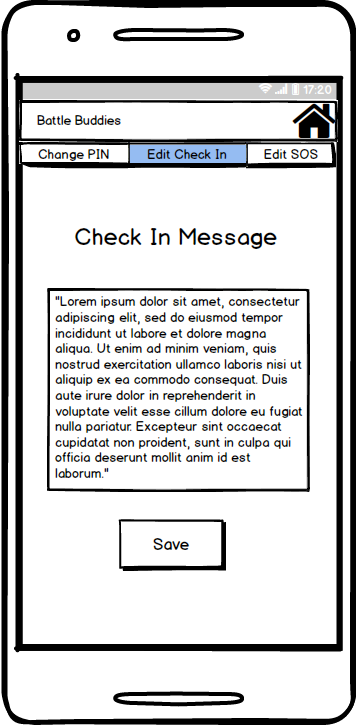 17:20
Battle Buddies
Change PIN Edit Check In Edit SOS
Check In Message
"Lorem ipsum dolor sit amet, consectetur
adipiscing elit, sed do eiusmod tempor
incididunt ut labore et dolore magna
aliqua. Ut enim ad minim veniam, quis
nostrud exercitation ullamco laboris nisi ut
aliquip ex ea commodo consequat. Duis
aute irure dolor in reprehenderit in
voluptate velit esse cillum dolore eu fugiat
nulla pariatur. Excepteur sint occaecat
cupidatat non proident, sunt in culpa qui
officia deserunt mollit anim id est
laborum."
Save